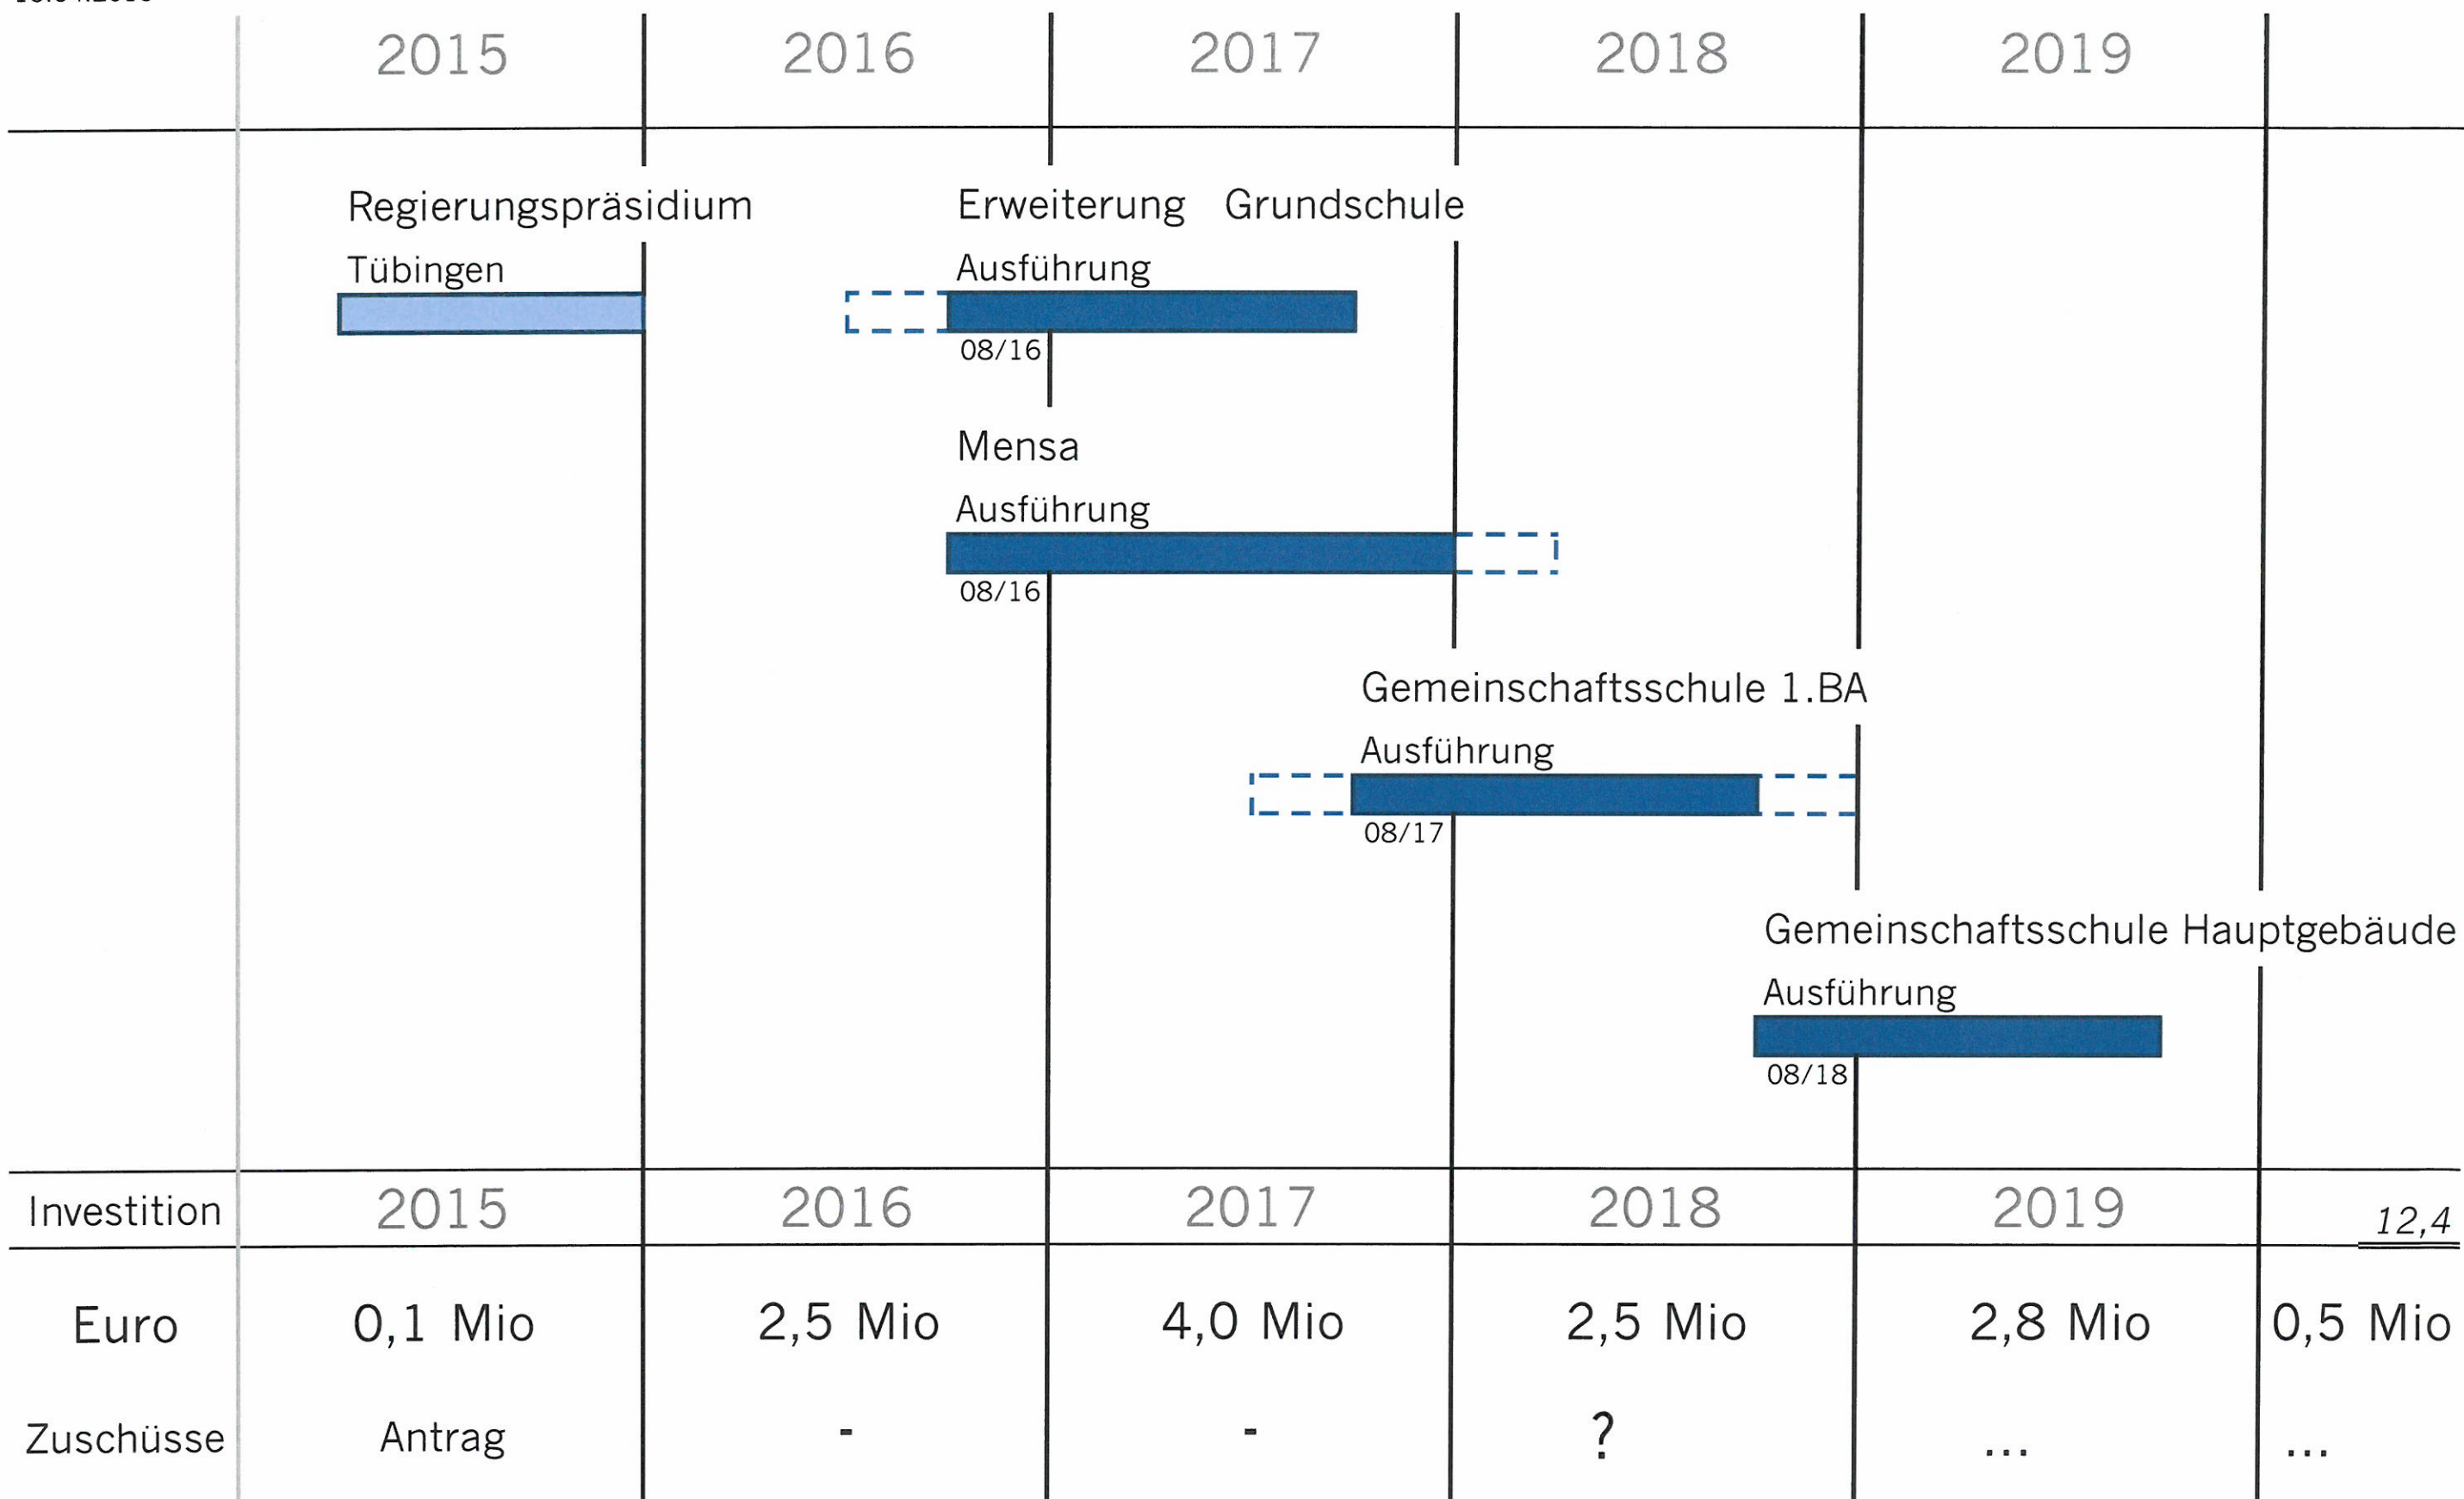 2015 2016 2017 2018 2019
Regierungspräsidium Erweiterung Grundschule
Tübingen Ausführung
08/16
Mensa
Ausführung
08/16
Gemeinschaftsschule 1.BA
Ausführung
08/17
Gemeinschaftsschule Hauptgebäude
Ausführung
08/18
Investition 2015 2016 2017 2018 2019 12,4
Euro 0,1 Mio 2,5 Mio 4,0 Mio 2,5 Mio 2,8 Mio 0,5 Mio
Zuschüsse Antrag - - ? ... ...